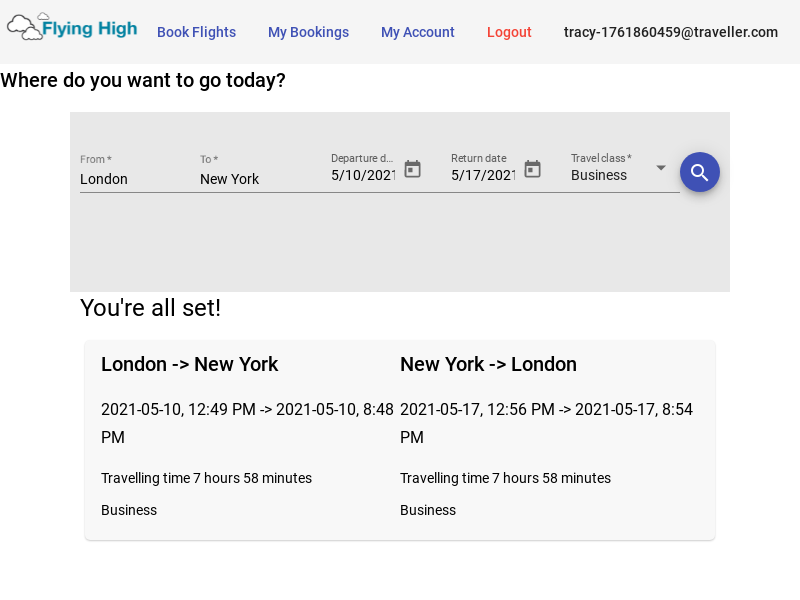 Flying High
Book Flights My Bookings My Account Logout tracy-1761860459@traveller.com
Where do you want to go today?
From * To * Departure d... Return date Travel class *
London New York 5/10/2021 5/17/2021 Business
You're all set!
London -> New York New York -> London
2021-05-10, 12:49 PM -> 2021-05-10, 8:48 2021-05-17, 12:56 PM -> 2021-05-17, 8:54
PM PM
Travelling time 7 hours 58 minutes Travelling time 7 hours 58 minutes
Business Business